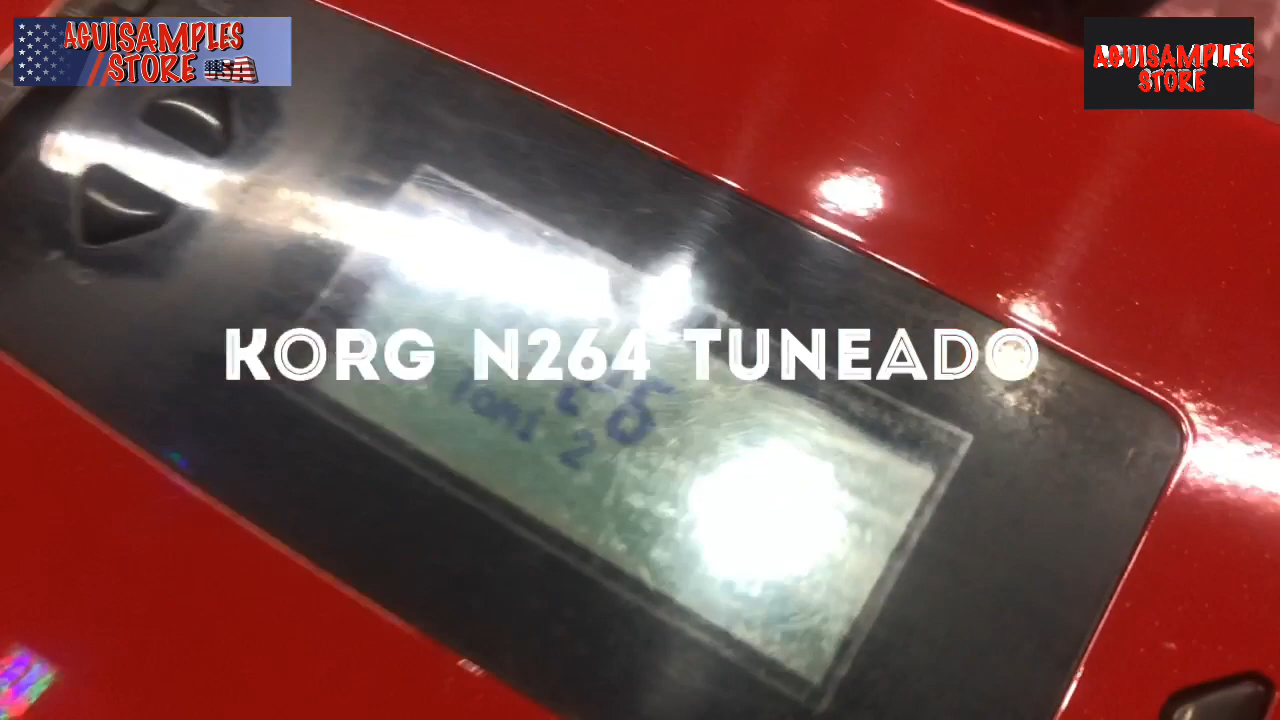 AGUISAMPLES
STORE USA
AGUISAMPLES
STORE
KORG N264 TUNEADO